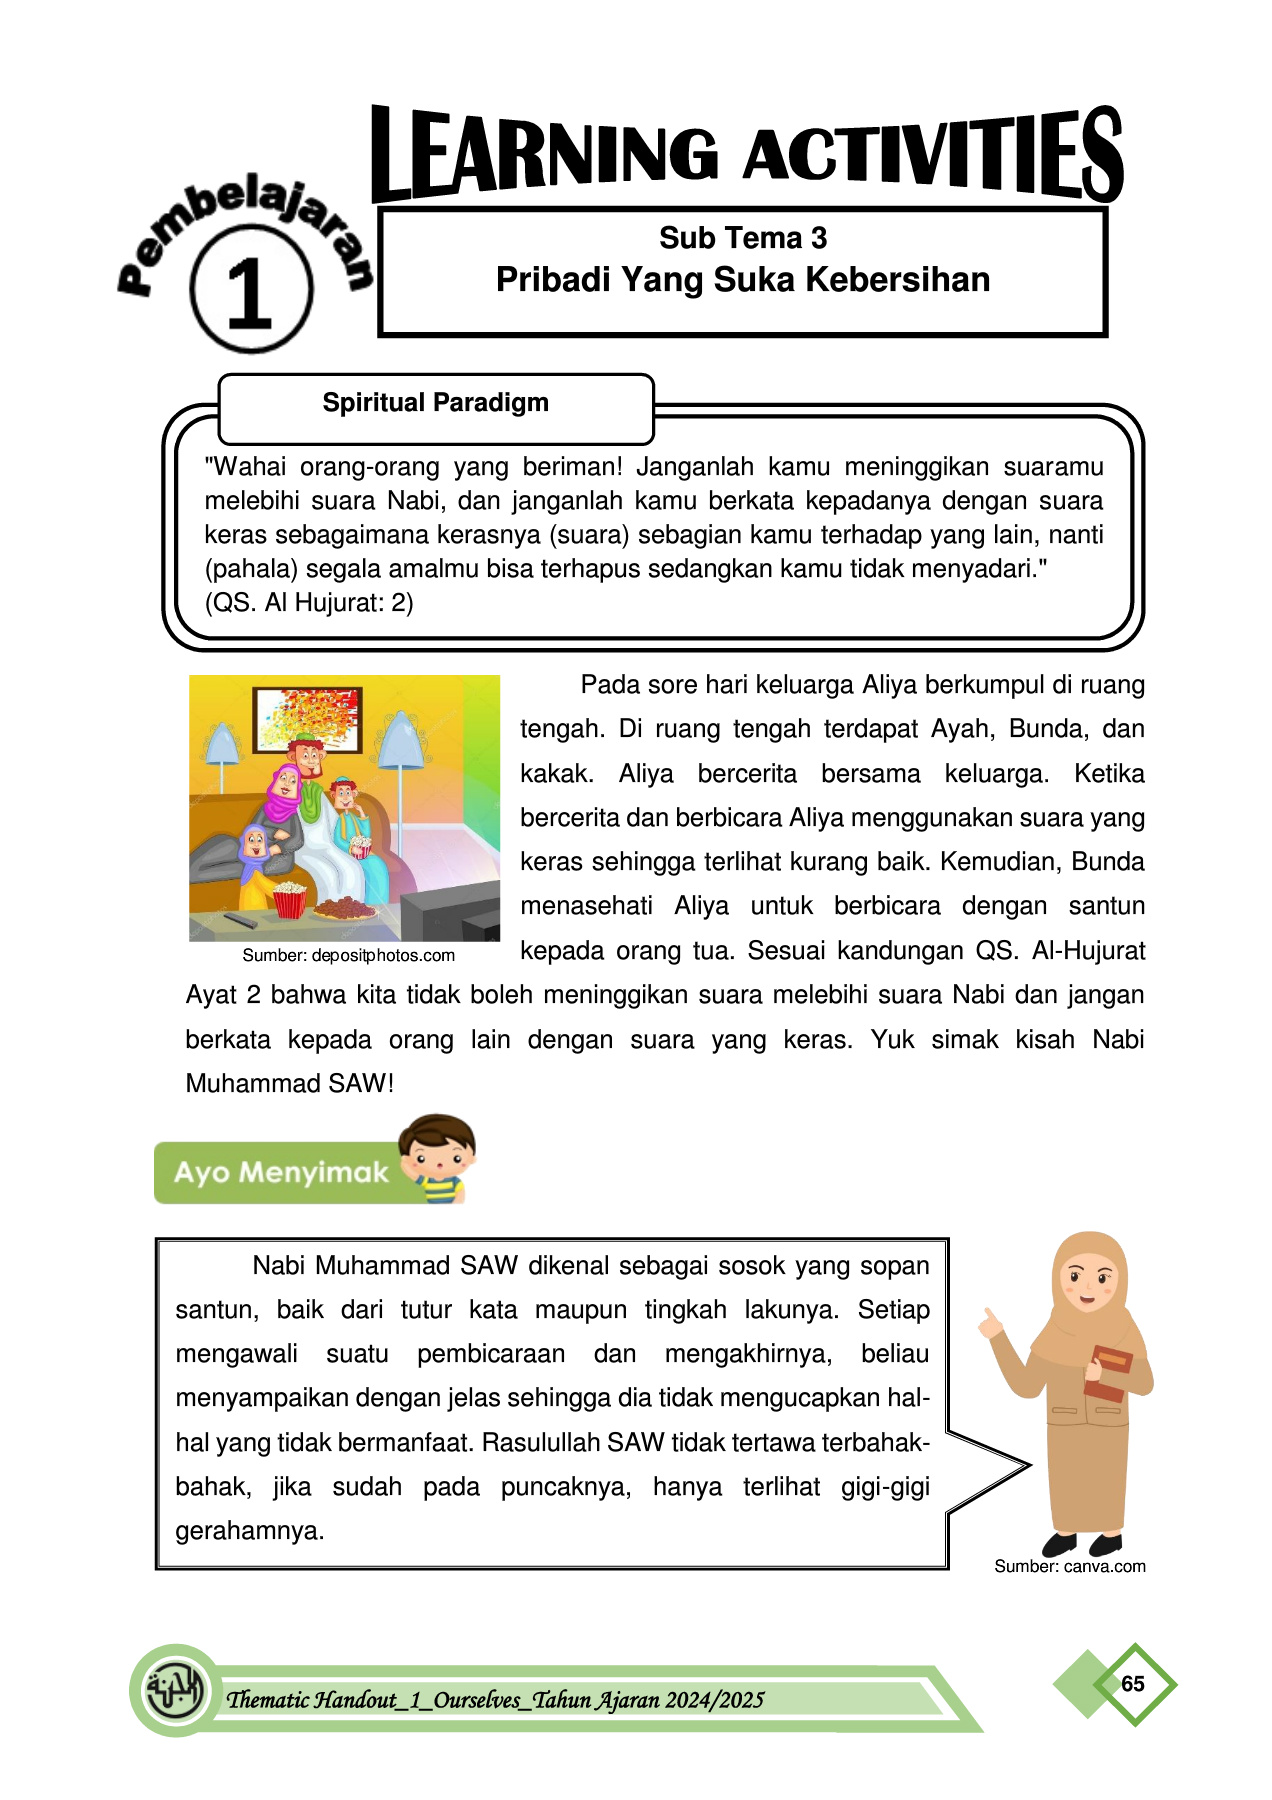 LEARNING ACTIVITIES
Pembelajaran
1
Sub Tema 3
Pribadi Yang Suka Kebersihan
Spiritual Paradigm
"Wahai orang-orang yang beriman! Janganlah kamu meninggikan suaramu
melebihi suara Nabi, dan janganlah kamu berkata kepadanya dengan suara
keras sebagaimana kerasnya (suara) sebagian kamu terhadap yang lain, nanti
(pahala) segala amalmu bisa terhapus sedangkan kamu tidak menyadari."
(QS. Al Hujurat: 2)
Pada sore hari keluarga Aliya berkumpul di ruang
tengah. Di ruang tengah terdapat Ayah, Bunda, dan
kakak. Aliya bercerita bersama keluarga. Ketika
bercerita dan berbicara Aliya menggunakan suara yang
keras sehingga terlihat kurang baik. Kemudian, Bunda
menasehati Aliya untuk berbicara dengan santun
kepada orang tua. Sesuai kandungan QS. Al-Hujurat
Sumber: depositphotos.com
Ayat 2 bahwa kita tidak boleh meninggikan suara melebihi suara Nabi dan jangan
berkata kepada orang lain dengan suara yang keras. Yuk simak kisah Nabi
Muhammad SAW!
Ayo Menyimak
Nabi Muhammad SAW dikenal sebagai sosok yang sopan
santun, baik dari tutur kata maupun tingkah lakunya. Setiap
mengawali suatu pembicaraan dan mengakhirnya, beliau
menyampaikan dengan jelas sehingga dia tidak mengucapkan hal-
hal yang tidak bermanfaat. Rasulullah SAW tidak tertawa terbahak-
bahak, jika sudah pada puncaknya, hanya terlihat gigi-gigi
gerahamnya.
Sumber: canva.com
Thematic Handout_1_Ourselves_Tahun Ajaran 2024/2025
65